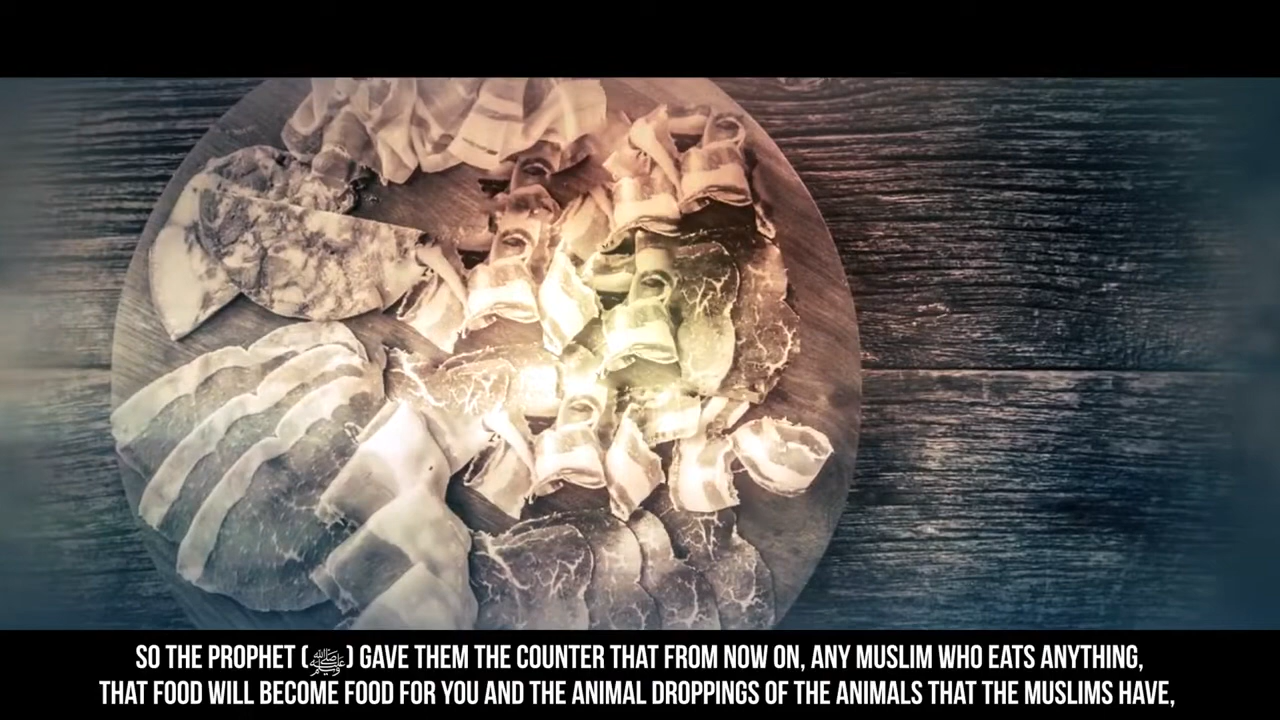 SO THE PROPHET (ﷺ) GAVE THEM THE COUNTER THAT FROM NOW ON, ANY MUSLIM WHO EATS ANYTHING,
THAT FOOD WILL BECOME FOOD FOR YOU AND THE ANIMAL DROPPINGS OF THE ANIMALS THAT THE MUSLIMS HAVE,